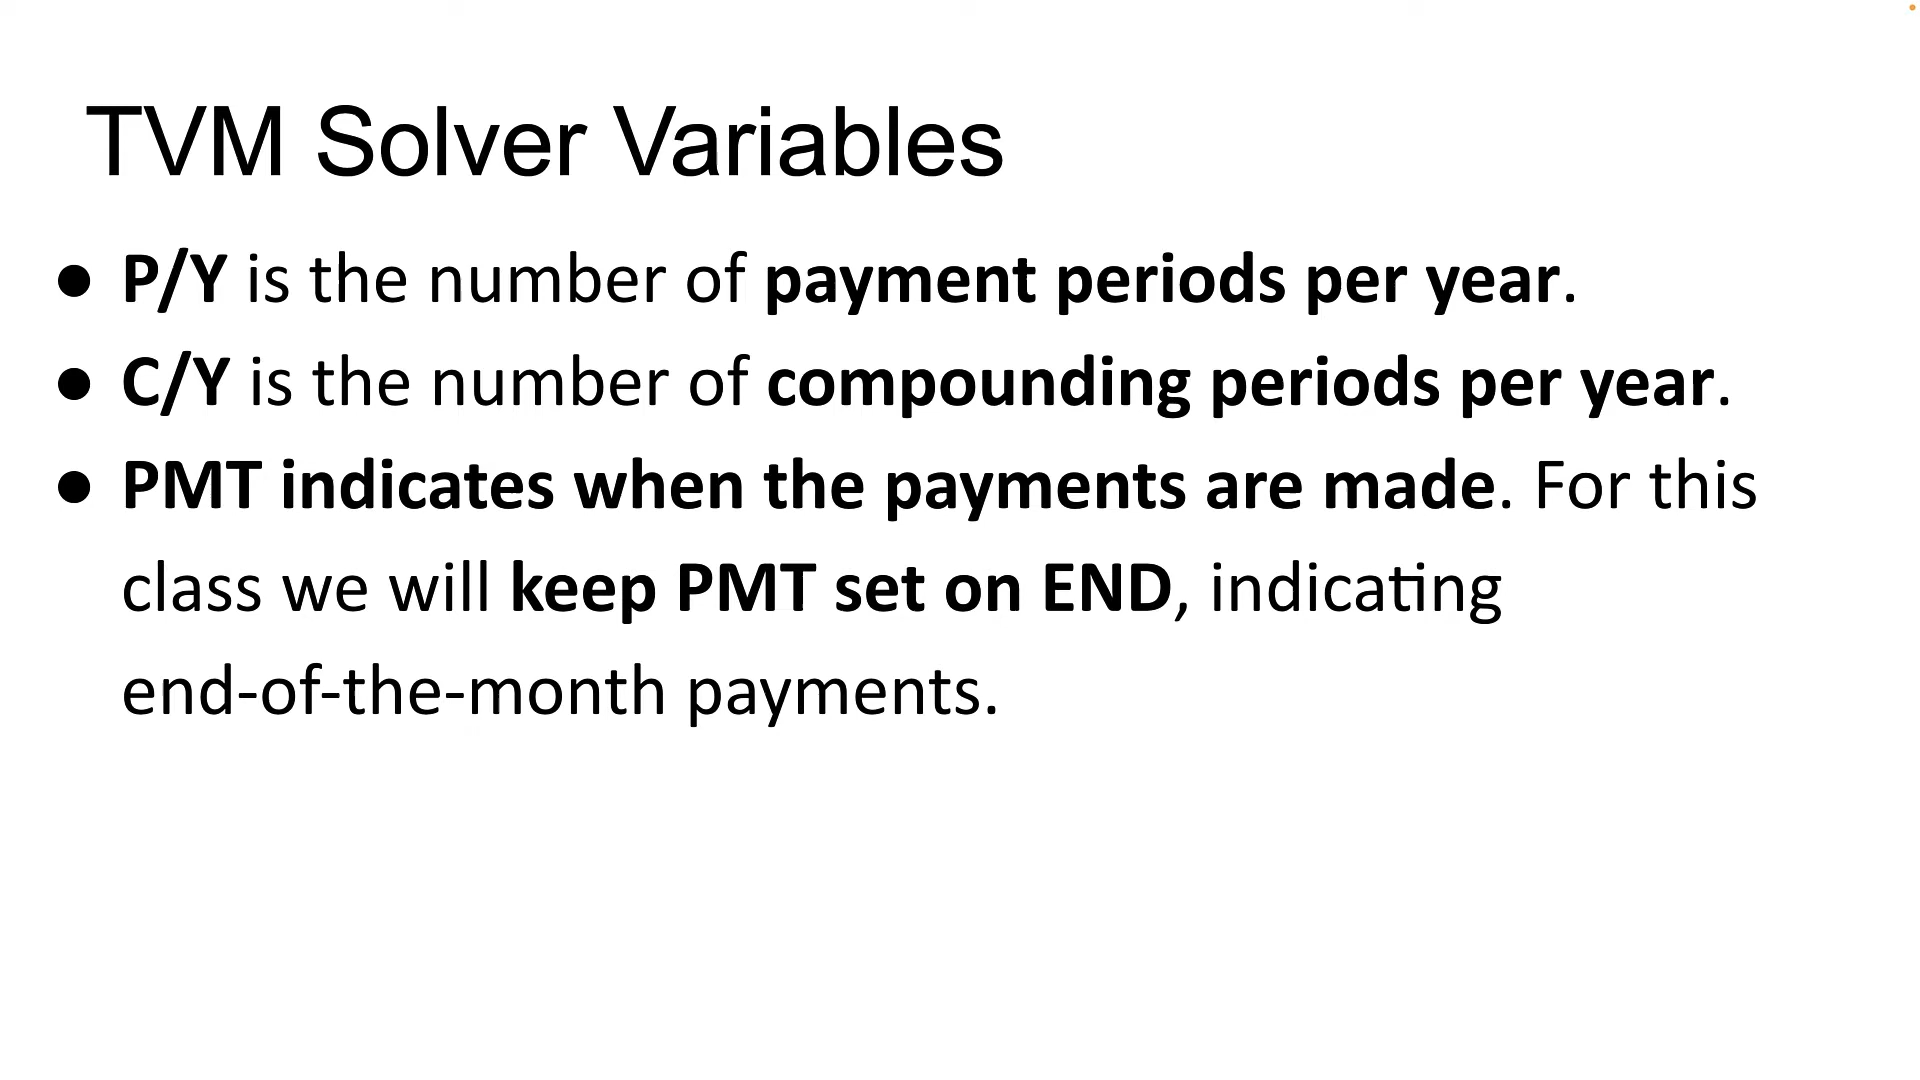 TVM Solver Variables
● P/Y is the number of payment periods per year.
● C/Y is the number of compounding periods per year.
● PMT indicates when the payments are made. For this
class we will keep PMT set on END, indicating
end-of-the-month payments.